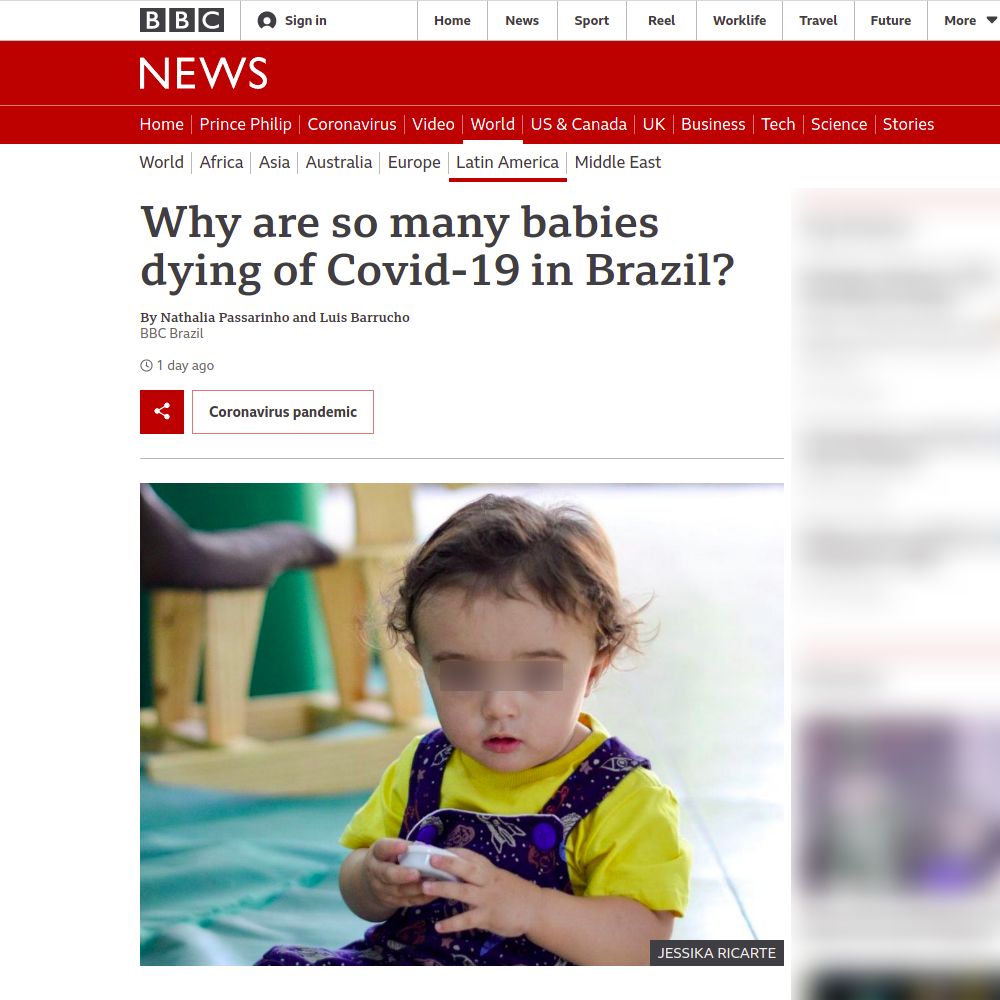 BBC
Sign in
Home
News
Sport
Reel
Worklife
Travel
Future
More
NEWS
Home
Prince Philip
Coronavirus
Video
World
US & Canada
UK
Business
Tech
Science
Stories
World
Africa
Asia
Australia
Europe
Latin America
Middle East
Why are so many babies
dying of Covid-19 in Brazil?
By Nathalia Passarinho and Luis Barrucho
BBC Brazil
1 day ago
Coronavirus pandemic
JESSIKA RICARTE